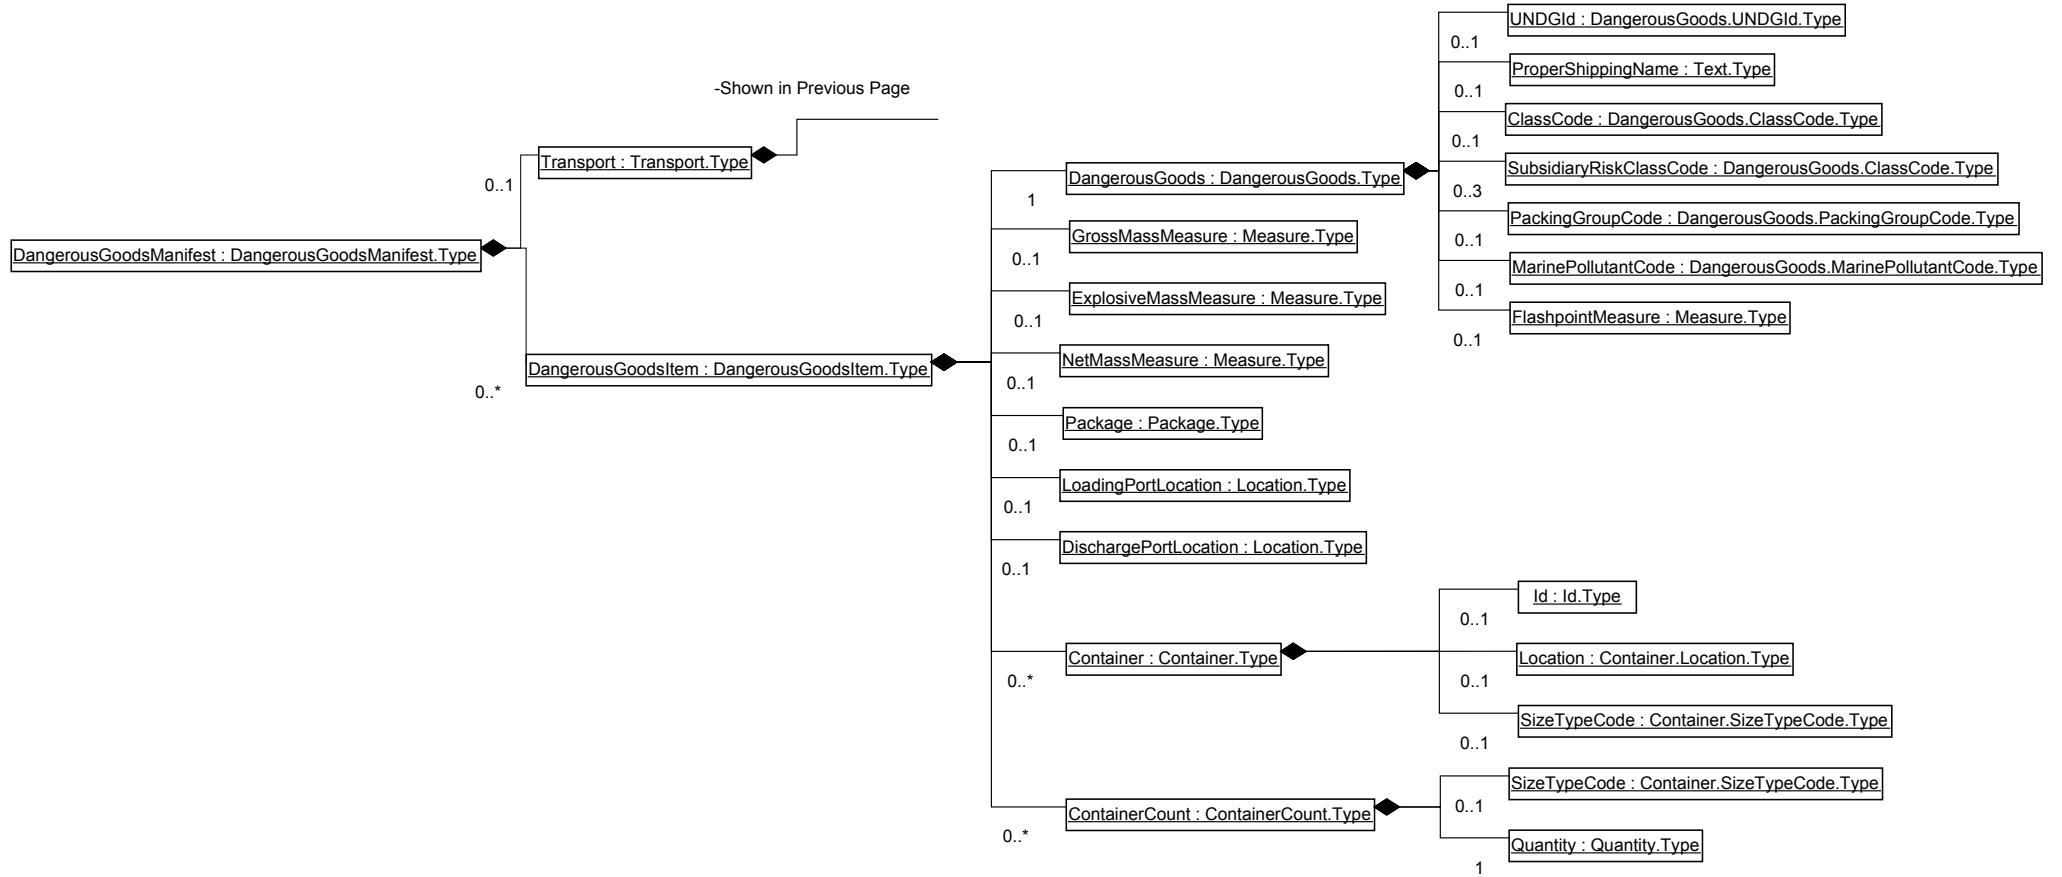 -Shown in Previous Page
DangerousGoodsManifest : DangerousGoodsManifest.Type
0..1
Transport : Transport.Type
0..*
DangerousGoodsItem : DangerousGoodsItem.Type
1
DangerousGoods : DangerousGoods.Type
0..1
GrossMassMeasure : Measure.Type
0..1
ExplosiveMassMeasure : Measure.Type
0..1
NetMassMeasure : Measure.Type
0..1
Package : Package.Type
0..1
LoadingPortLocation : Location.Type
0..1
DischargePortLocation : Location.Type
0..*
Container : Container.Type
0..*
ContainerCount : ContainerCount.Type
0..1
UNDGId : DangerousGoods.UNDGId.Type
0..1
ProperShippingName : Text.Type
0..1
ClassCode : DangerousGoods.ClassCode.Type
0..3
SubsidiaryRiskClassCode : DangerousGoods.ClassCode.Type
0..1
PackingGroupCode : DangerousGoods.PackingGroupCode.Type
0..1
MarinePollutantCode : DangerousGoods.MarinePollutantCode.Type
0..1
FlashpointMeasure : Measure.Type
0..1
Id : Id.Type
0..1
Location : Container.Location.Type
0..1
SizeTypeCode : Container.SizeTypeCode.Type
0..1
SizeTypeCode : Container.SizeTypeCode.Type
1
Quantity : Quantity.Type